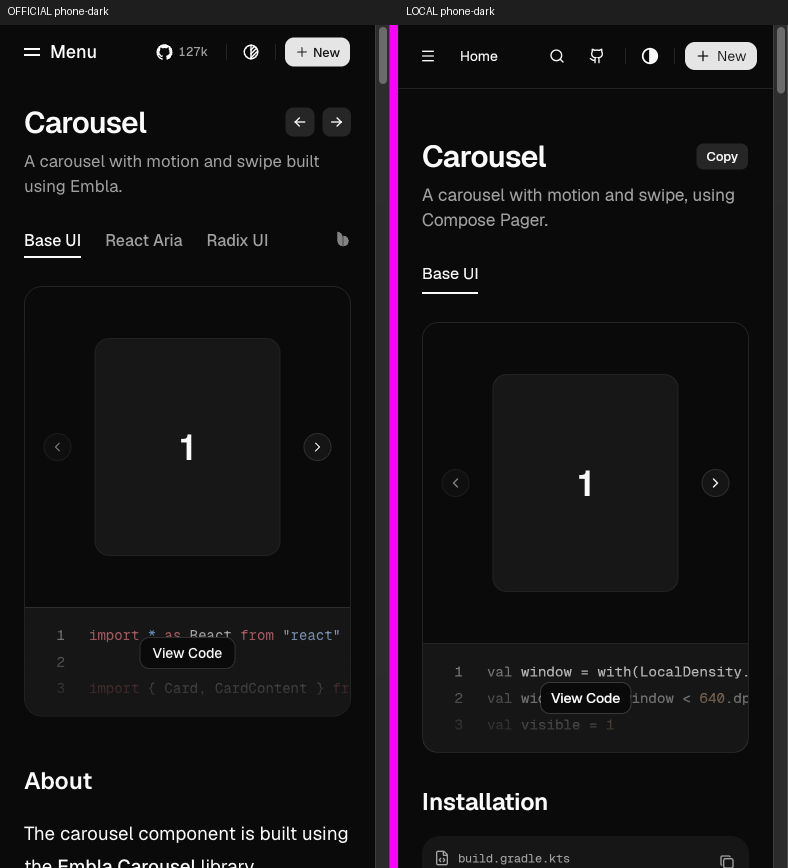 OFFICIAL phone-dark
Menu
127k
New
Carousel
A carousel with motion and swipe built
using Embla.
Base UI
React Aria
Radix UI
1
1 import * as React from "react"
View Code
2
3 import { Card, CardContent } fr
About
The carousel component is built using
the Embla Carousel library.
LOCAL phone-dark
Home
New
Carousel
Copy
A carousel with motion and swipe, using
Compose Pager.
Base UI
1
1 val window = with(LocalDensity.
2 val wi
View Code
indow < 640.dp
3 val visible = 1
Installation
build.gradle.kts